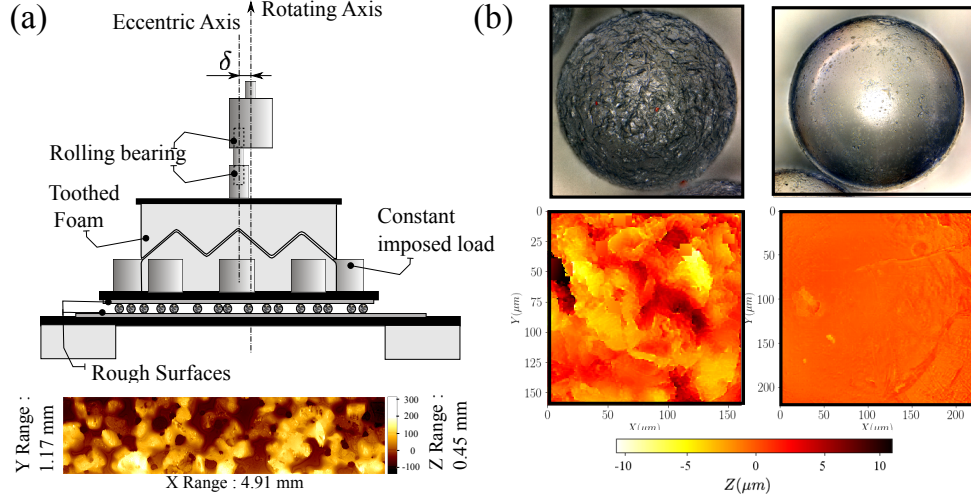 (a)
Eccentric Axis
Rotating Axis
δ
Rolling bearing
Toothed
Foam
Constant
imposed load
Rough Surfaces
Y Range :
1.17 mm
X Range : 4.91 mm
300
200
100
0
-100
Z Range :
0.45 mm
(b)
0
25
50
75
100
125
150
Y(μm)
0
50
100
150
X(μm)
0
50
100
150
200
Y(μm)
0
50
100
150
200
X(μm)
-10
-5
0
5
10
Z(μm)